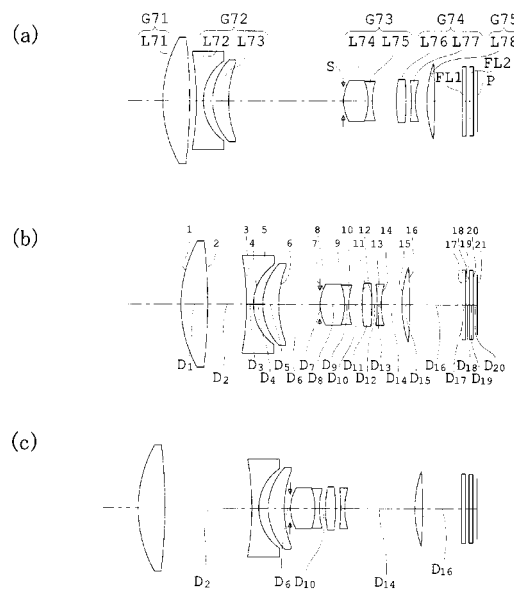 (a)
G71 G72 G73 G74 G75
L71 L72 L73 L74 L75 L76 L77 L78
S FL1 FL2 P
(b)
1 2 3 4 5 6 7 8 9 10 11 12 13 14 15 16 17 18 19 20 21
D1 D2 D3 D4 D5 D6 D7 D8 D9 D10 D11 D12 D13 D14 D15 D16 D17 D18 D19 D20
(c)
D2 D6 D10 D14 D16